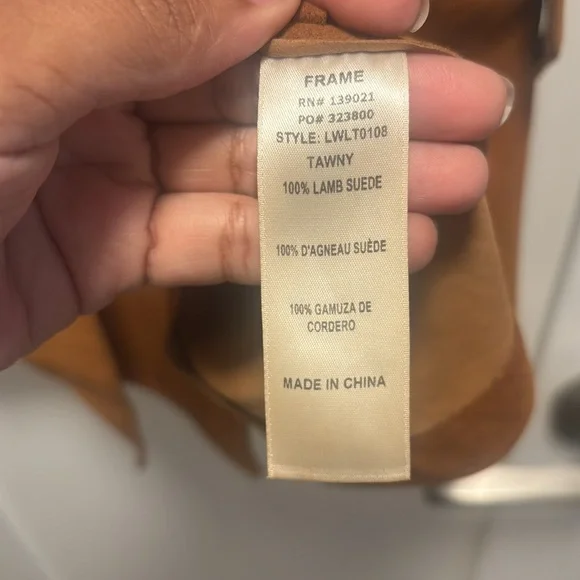 FRAME
RN# 139021
PO# 323800
STYLE: LWLT0108
TAWNY
100% LAMB SUEDE
100% D'AGNEAU SUÈDE
100% GAMUZA DE
CORDERO
MADE IN CHINA